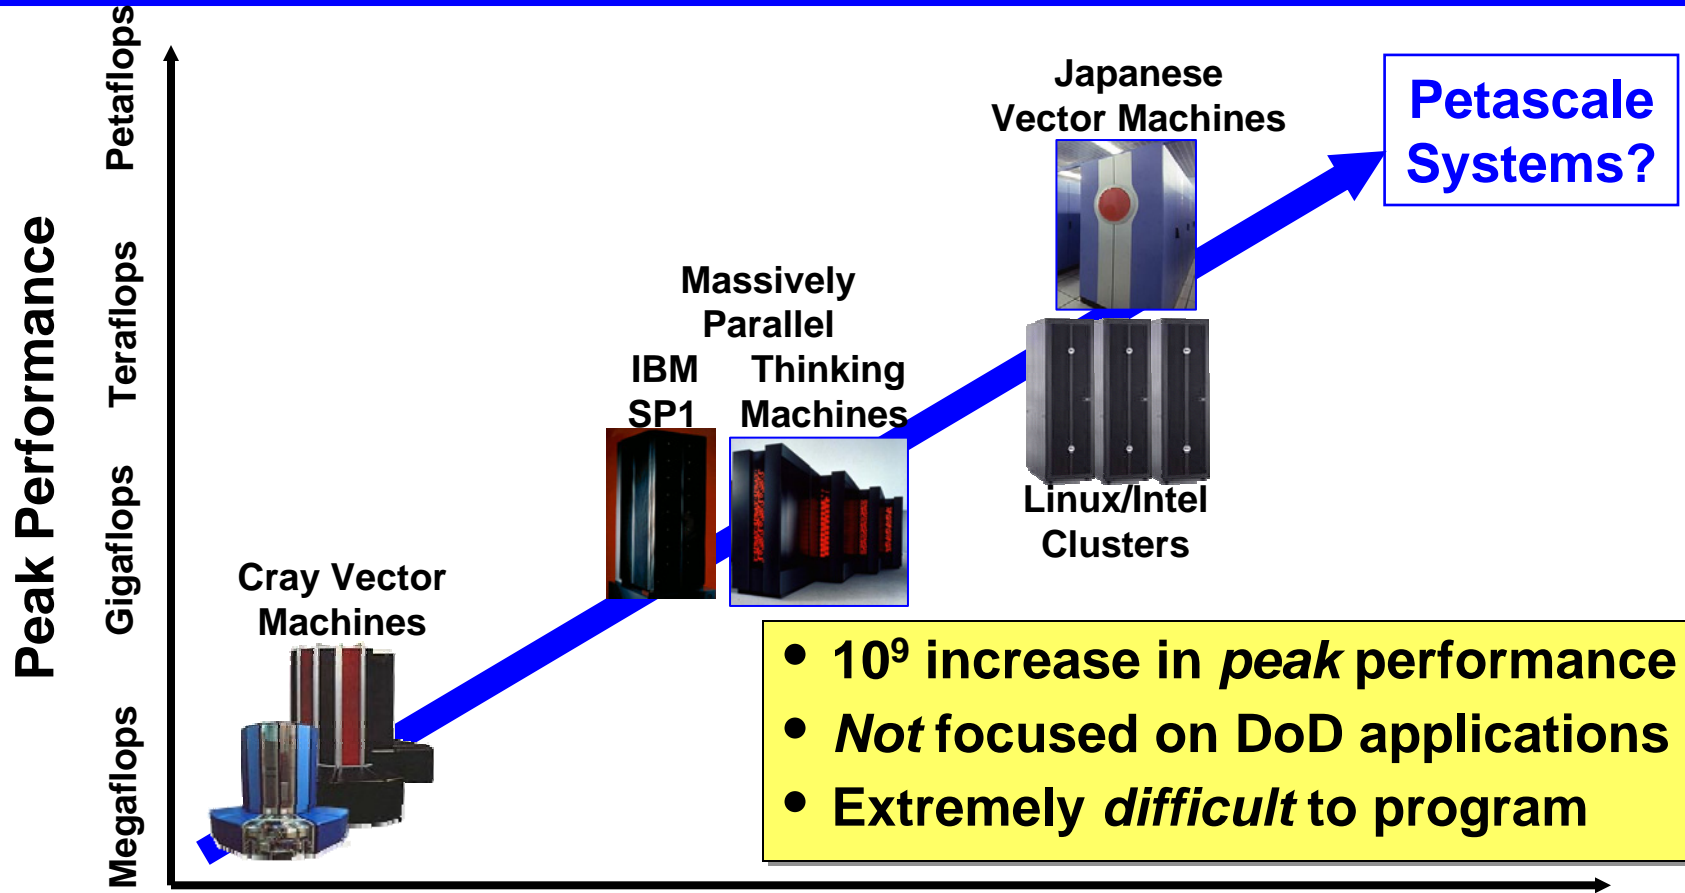 Peak Performance
Petaflops
Teraflops
Gigaflops
Megaflops
Cray Vector
Machines
Massively
Parallel
IBM
SP1
Thinking
Machines
Japanese
Vector Machines
Linux/Intel
Clusters
Petascale
Systems?
• 10⁹ increase in peak performance
• Not focused on DoD applications
• Extremely difficult to program